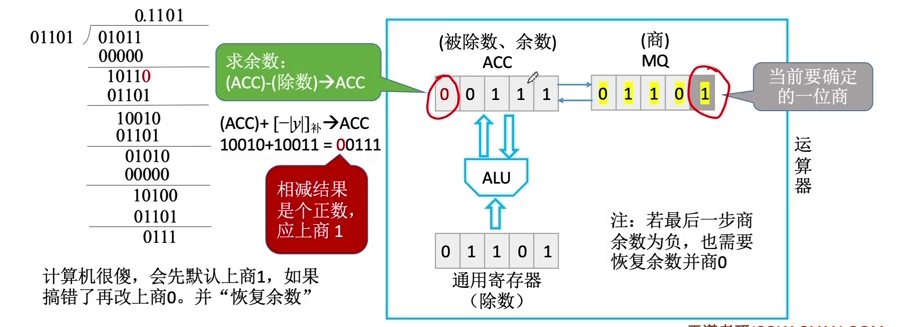 0.1101
01101
01011
00000
10110
01101
10010
01101
01010
00000
10100
01101
0111
求余数：
(ACC)-(除数)→ACC
(ACC)+ [−|y|]补→ACC
10010+10011 = 00111
相减结果
是个正数，
应上商 1
计算机很傻，会先默认上商1，如果
搞错了再改上商0。并“恢复余数”
(被除数、余数)
ACC
0 0 1 1 1
(商)
MQ
0 1 1 0 1
当前要确定
的一位商
ALU
0 1 1 0 1
通用寄存器
（除数）
运算器
注：若最后一步商
余数为负，也需要
恢复余数并商0